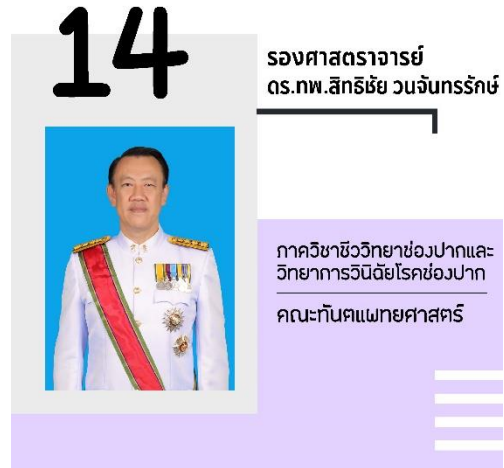 14
รองศาสตราจารย์
ดร.ทพ.สิทธิชัย วนจันทรรักษ์
ภาควิชาชีววิทยาช่องปากและ
วิทยาการวินิฉัยโรคช่องปาก
คณะทันตแพทยศาสตร์